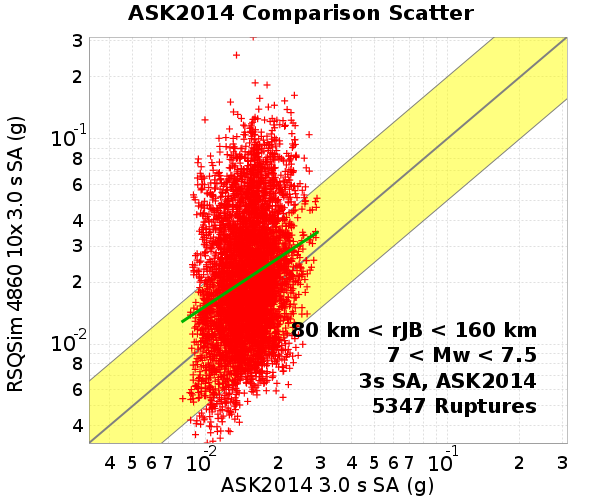 ASK2014 Comparison Scatter
RSQSim 4860 10x 3.0 s SA (g)
3
2
10-1
8
6
4
3
2
10-2
8
6
4
80 km < rJB < 160 km
7 < Mw < 7.5
3s SA, ASK2014
5347 Ruptures
4 5 6 7 10-2 2 3 4 5 6 7 8 10-1 2 3
ASK2014 3.0 s SA (g)